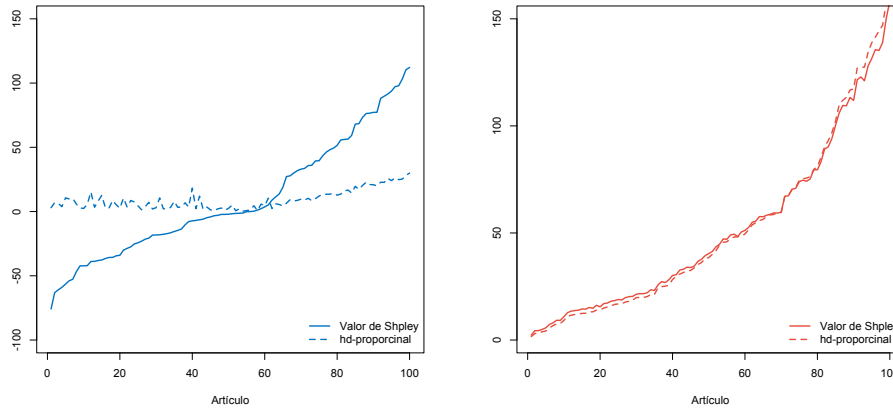 150
100
50
0
-50
-100
0 20 40 60 80 100
Artículo
Valor de Shpley
hd-proporcinal
150
100
50
0
0 20 40 60 80 10
Artículo
Valor de Shple
hd-proporcinal